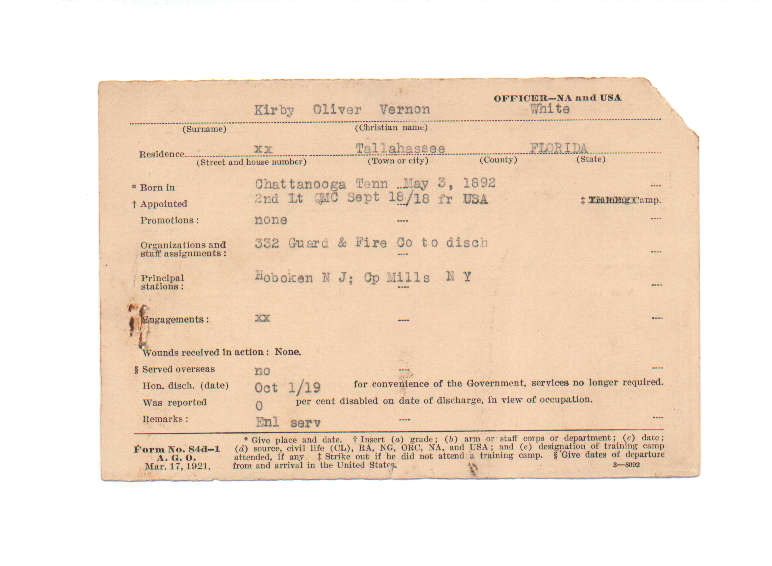 OFFICER—NA and USA
Kirby Oliver Vernon White
(Surname) (Christian name)
Residence xx Tallahassee FLORIDA
(Street and house number) (Town or city) (County) (State)
* Born in Chattanooga Tenn May 3, 1892
† Appointed 2nd Lt QMC Sept 18/18 fr USA ‡ Training Camp.
Promotions: none
Organizations and staff assignments: 332 Guard & Fire Co to disch
Principal stations: Hoboken N J; Cp Mills N Y
Engagements: xx
Wounds received in action: None.
§ Served overseas no
Hon. disch. (date) Oct 1/19 for convenience of the Government, services no longer required.
Was reported 0 per cent disabled on date of discharge, in view of occupation.
Remarks: Enl serv
Form No. 84d-1
A. G. O.
Mar. 17, 1921.
* Give place and date. † Insert (a) grade; (b) arm or staff corps or department; (c) date;
(d) source, civil life (CL), RA, NG, ORC, NA, and USA; and (e) designation of training camp
attended, if any. ‡ Strike out if he did not attend a training camp. § Give dates of departure
from and arrival in the United States.
3—8092